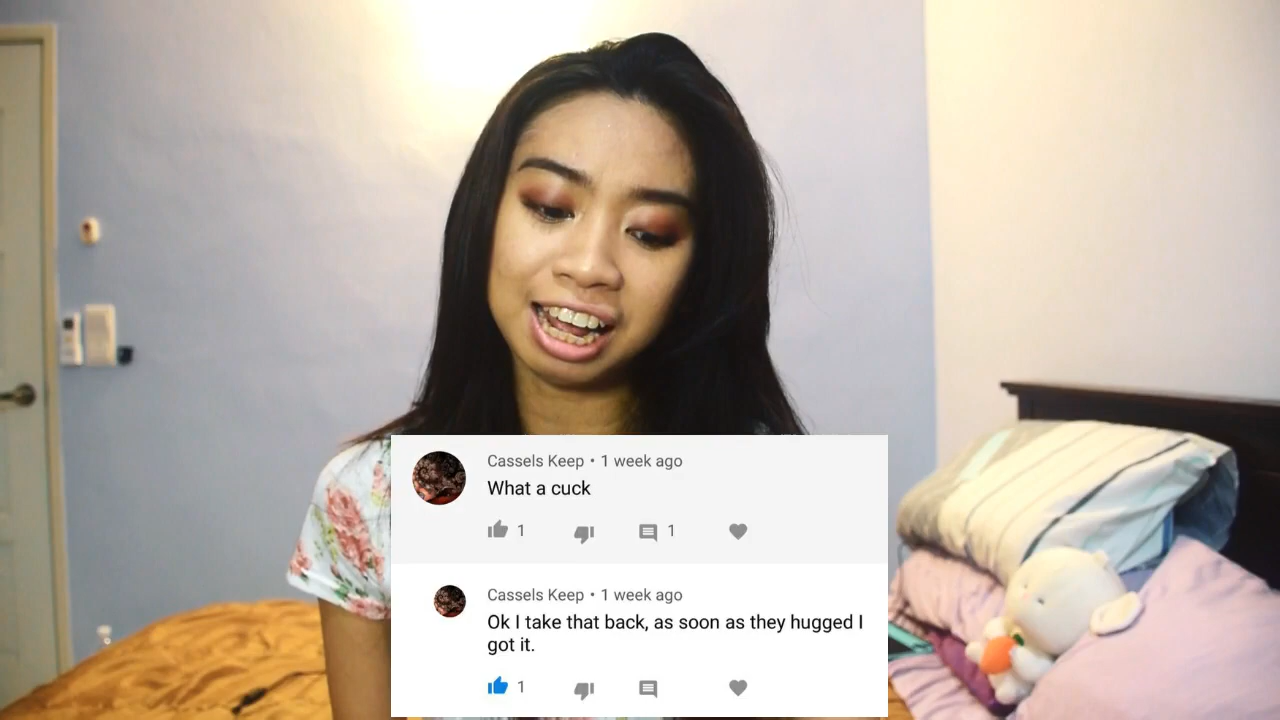 Cassels Keep • 1 week ago
What a cuck
1
1
Cassels Keep • 1 week ago
Ok I take that back, as soon as they hugged I
got it.
1